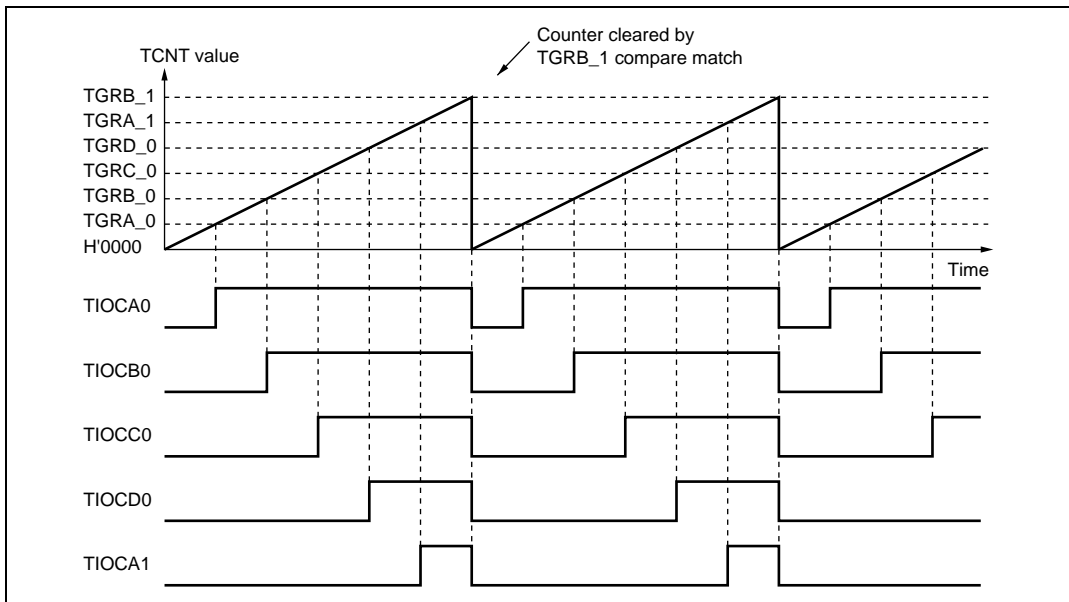 Counter cleared by
TGRB_1 compare match
TCNT value
TGRB_1
TGRA_1
TGRD_0
TGRC_0
TGRB_0
TGRA_0
H'0000
Time
TIOCA0
TIOCB0
TIOCC0
TIOCD0
TIOCA1